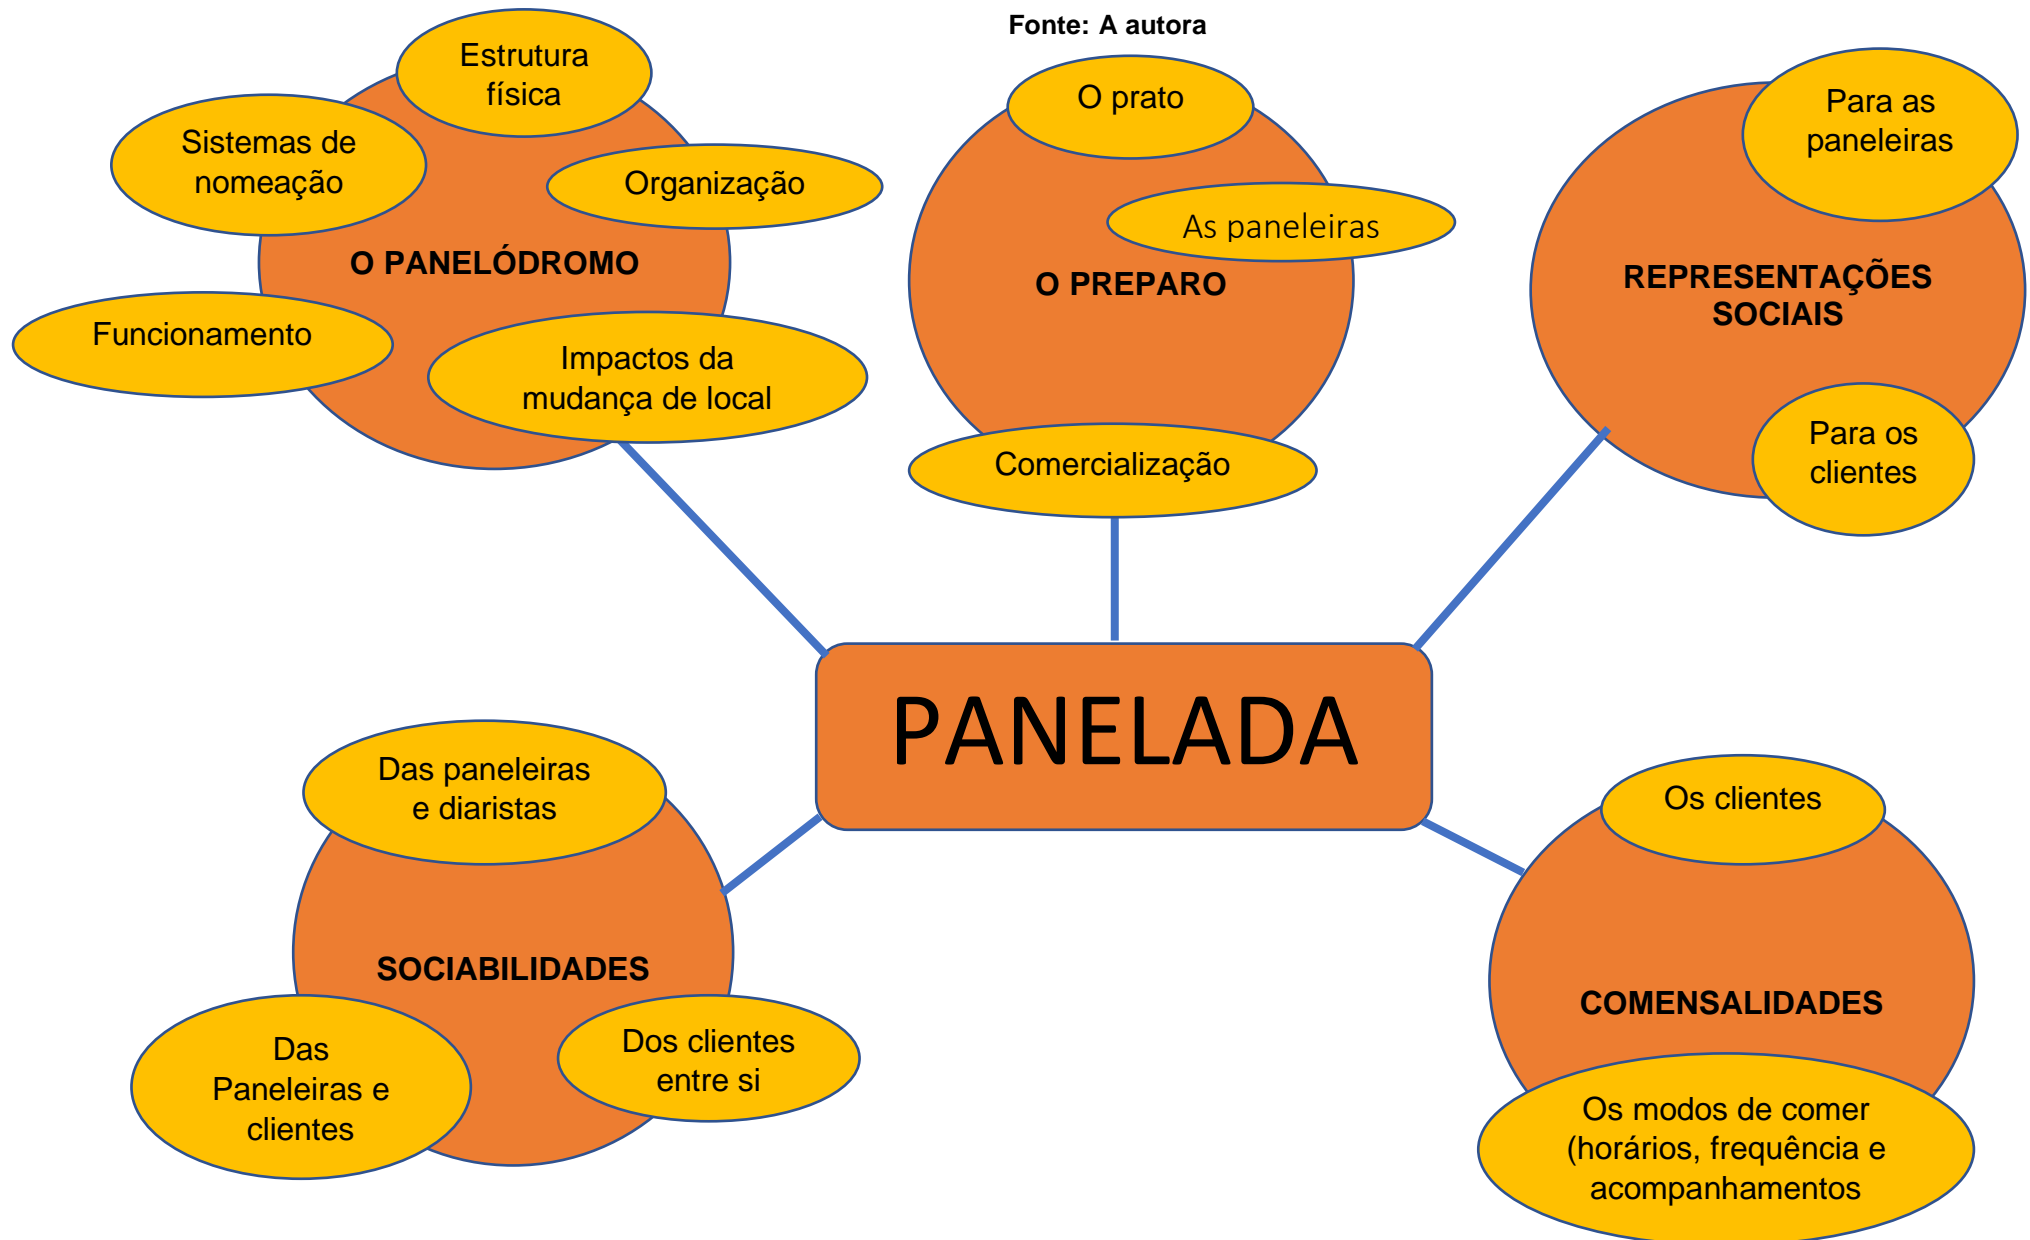 Fonte: A autora
Estrutura
física
Sistemas de
nomeação
Organização
O PANELÓDROMO
Funcionamento
Impactos da
mudança de local
O prato
As paneleiras
O PREPARO
Comercialização
Para as
paneleiras
REPRESENTAÇÕES
SOCIAIS
Para os
clientes
PANELADA
Das paneleiras
e diaristas
SOCIABILIDADES
Das
Paneleiras e
clientes
Dos clientes
entre si
Os clientes
COMENSALIDADES
Os modos de comer
(horários, frequência e
acompanhamentos